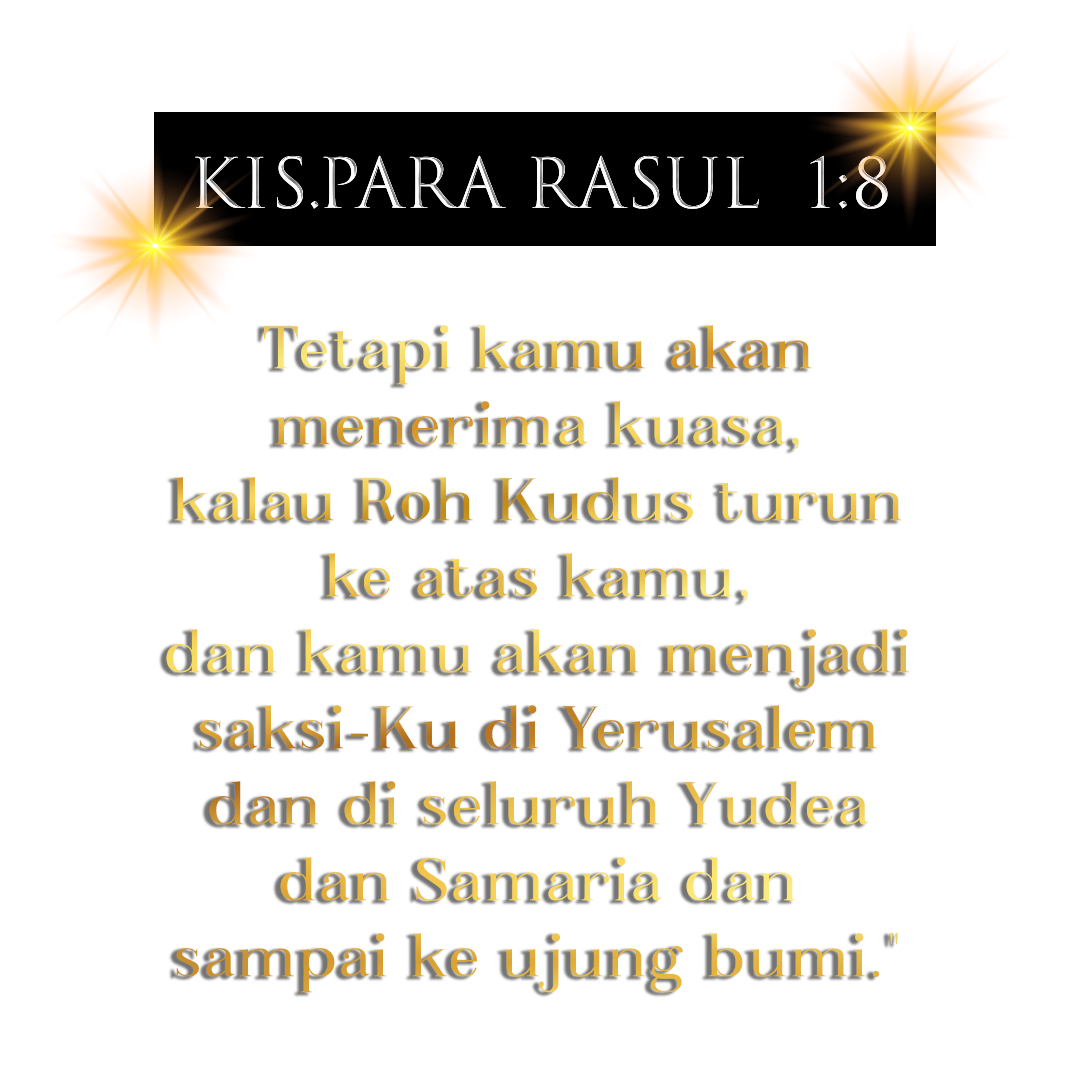 KIS.PARA RASUL 1:8
Tetapi kamu akan
menerima kuasa,
kalau Roh Kudus turun
ke atas kamu,
dan kamu akan menjadi
saksi-Ku di Yerusalem
dan di seluruh Yudea
dan Samaria dan
sampai ke ujung bumi."